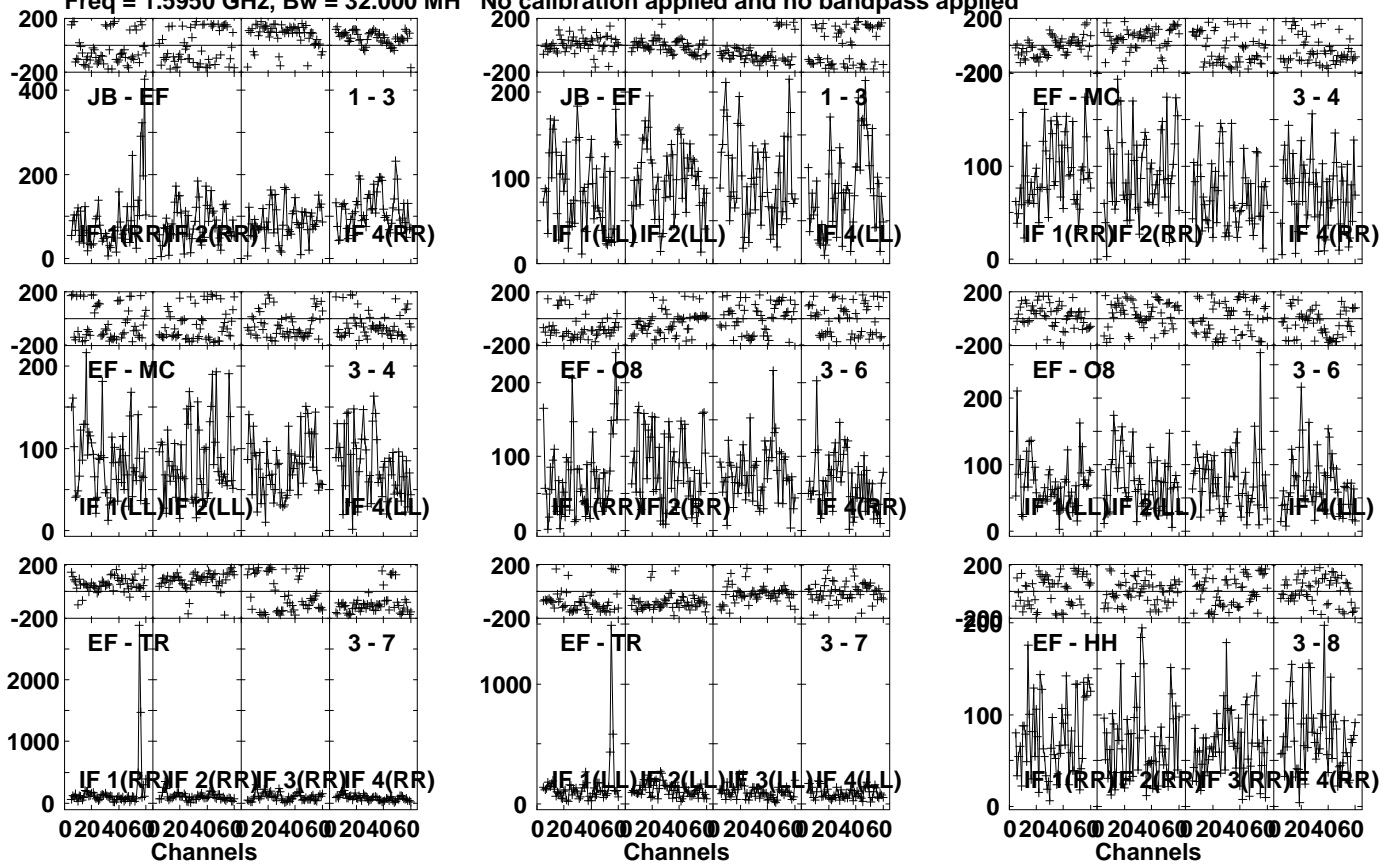 Freq = 1.5950 GHz, Bw = 32.000 MH No calibration applied and no bandpass applied
200 200 200
-200 -200 -200
JB - EF 1 - 3 JB - EF 1 - 3 EF - MC 3 - 4
400 200 200
200 100 100
IF 1(RR) IF 2(RR) IF 4(RR) IF 1(LL) IF 2(LL) IF 4(LL) IF 1(RR) IF 2(RR) IF 4(RR)
0 0 0
200 200 200
-200 -200 -200
EF - MC 3 - 4 EF - O8 3 - 6 EF - O8 3 - 6
200 200 200
100 100 100
IF 1(LL) IF 2(LL) IF 4(LL) IF 1(RR) IF 2(RR) IF 4(RR) IF 1(LL) IF 2(LL) IF 4(LL)
0 0 0
200 200 200
-200 -200 -200
EF - TR 3 - 7 EF - TR 3 - 7 EF - HH 3 - 8
200
2000 1000 100
1000
IF 1(RR) IF 2(RR) IF 3(RR) IF 4(RR) IF 1(LL) IF 2(LL) IF 3(LL) IF 4(LL) IF 1(RR) IF 2(RR) IF 3(RR) IF 4(RR)
0 0 0
0 20 40 60 0 20 40 60 0 20 40 60 0 20 40 60 0 20 40 60 0 20 40 60 0 20 40 60 0 20 40 60 0 20 40 60 0 20 40 60 0 20 40 60 0 20 40 60
Channels Channels Channels